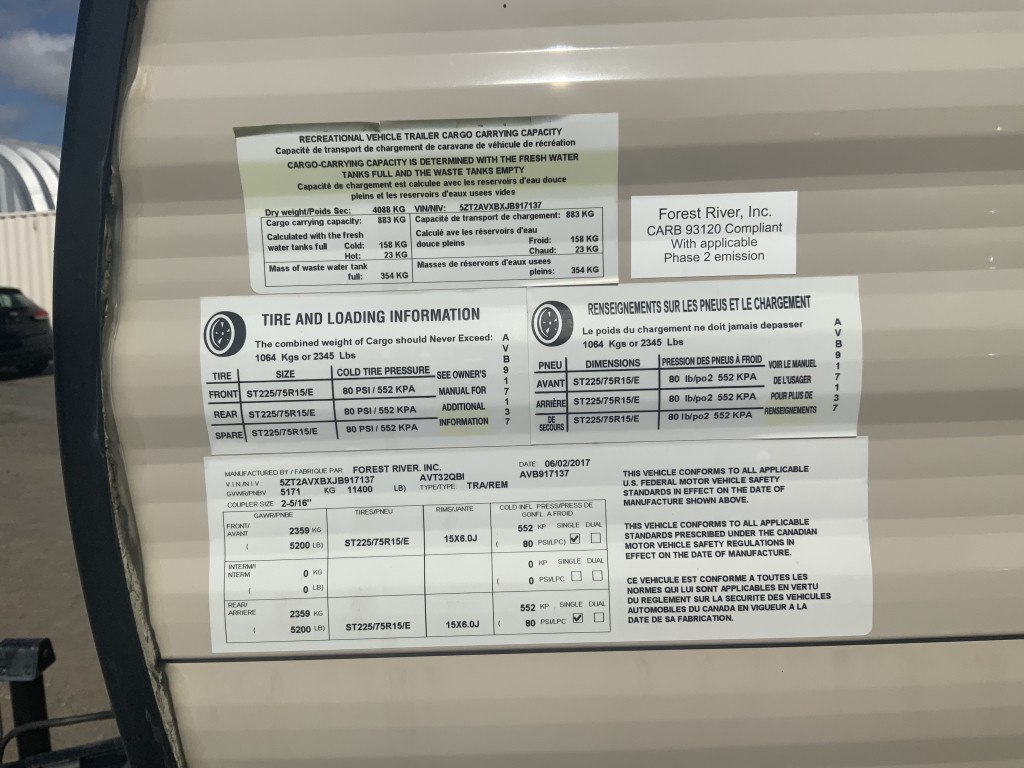 RECREATIONAL VEHICLE TRAILER CARGO CARRYING CAPACITY
Capacité de transport de chargement de caravane de véhicule de récréation
CARGO-CARRYING CAPACITY IS DETERMINED WITH THE FRESH WATER
TANKS FULL AND THE WASTE TANKS EMPTY
Capacité de chargement est calculee avec les reservoirs d'eau douce
pleins et les reservoirs d'eaux usees vides
Dry weight/Poids Sec: 4088 KG VIN/NIV: 5ZT2AVXBXJB917137
Cargo carrying capacity: 883 KG
Calculated with the fresh
water tanks full Cold: 158 KG
Hot: 23 KG
Mass of waste water tank
full: 354 KG
Capacité de transport de chargement: 883 KG
Calculé ave les réservoirs d'eau
douce pleins Froid: 158 KG
Chaud: 23 KG
Masses de réservoirs d'eaux usees
pleins: 354 KG
Forest River, Inc.
CARB 93120 Compliant
With applicable
Phase 2 emission
TIRE AND LOADING INFORMATION
The combined weight of Cargo should Never Exceed:
1064 Kgs or 2345 Lbs
TIRE SIZE COLD TIRE PRESSURE
FRONT ST225/75R15/E 80 PSI / 552 KPA
REAR ST225/75R15/E 80 PSI / 552 KPA
SPARE ST225/75R15/E 80 PSI / 552 KPA
SEE OWNER'S
MANUAL FOR
ADDITIONAL
INFORMATION
AVB917137
RENSEIGNEMENTS SUR LES PNEUS ET LE CHARGEMENT
Le poids du chargement ne doit jamais depasser
1064 Kgs or 2345 Lbs
PNEU DIMENSIONS PRESSION DES PNEUS À FROID
AVANT ST225/75R15/E 80 lb/po2 552 KPA
ARRIÈRE ST225/75R15/E 80 lb/po2 552 KPA
DE SECOURS ST225/75R15/E 80 lb/po2 552 KPA
VOIR LE MANUEL
DE L'USAGER
POUR PLUS DE
RENSEIGNEMENTS
AVB917137
MANUFACTURED BY / FABRIQUE PAR FOREST RIVER, INC. DATE 06/02/2017
V.I.N./N.I.V. 5ZT2AVXBXJB917137 AVT32QBI AVB917137
GVWR/PNBV 5171 KG 11400 LB) TYPE/TYPE TRA/REM
COUPLER SIZE 2-5/16"
GAWR/PNBE TIRES/PNEU RIMS/JANTE COLD INFL. PRESS/PRESS DE
GONFL A FROID
FRONT/
AVANT 2359 KG 552 KP SINGLE DUAL
( 5200 LB) ST225/75R15/E 15X6.0J ( 80 PSI/LPC)
INTERM/I
NTERM 0 KG 0 KP SINGLE DUAL
( 0 LB) ( 0 PSI/LPC
REAR/
ARRIERE 2359 KG 552 KP SINGLE DUAL
( 5200 LB) ST225/75R15/E 15X6.0J ( 80 PSI/LPC
THIS VEHICLE CONFORMS TO ALL APPLICABLE
U.S. FEDERAL MOTOR VEHICLE SAFETY
STANDARDS IN EFFECT ON THE DATE OF
MANUFACTURE SHOWN ABOVE.
THIS VEHICLE CONFORMS TO ALL APPLICABLE
STANDARDS PRESCRIBED UNDER THE CANADIAN
MOTOR VEHICLE SAFETY REGULATIONS IN
EFFECT ON THE DATE OF MANUFACTURE.
CE VEHICULE EST CONFORME A TOUTES LES
NORMES QUI LUI SONT APPLICABLES EN VERTU
DU REGLEMENT SUR LA SECURITE DES VEHICULES
AUTOMOBILES DU CANADA EN VIGUEUR A LA
DATE DE SA FABRICATION.